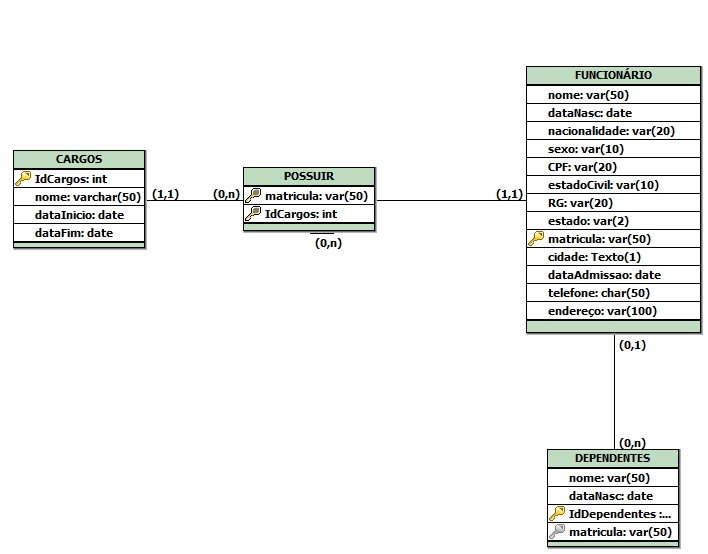 CARGOS
IdCargos: int
nome: varchar(50)
dataInicio: date
dataFim: date
(1,1)
(0,n)
POSSUIR
matricula: var(50)
IdCargos: int
(0,n)
(1,1)
FUNCIONÁRIO
nome: var(50)
dataNasc: date
nacionalidade: var(20)
sexo: var(10)
CPF: var(20)
estadoCivil: var(10)
RG: var(20)
estado: var(2)
matricula: var(50)
cidade: Texto(1)
dataAdmissao: date
telefone: char(50)
endereço: var(100)
(0,1)
(0,n)
DEPENDENTES
nome: var(50)
dataNasc: date
IdDependentes :...
matricula: var(50)